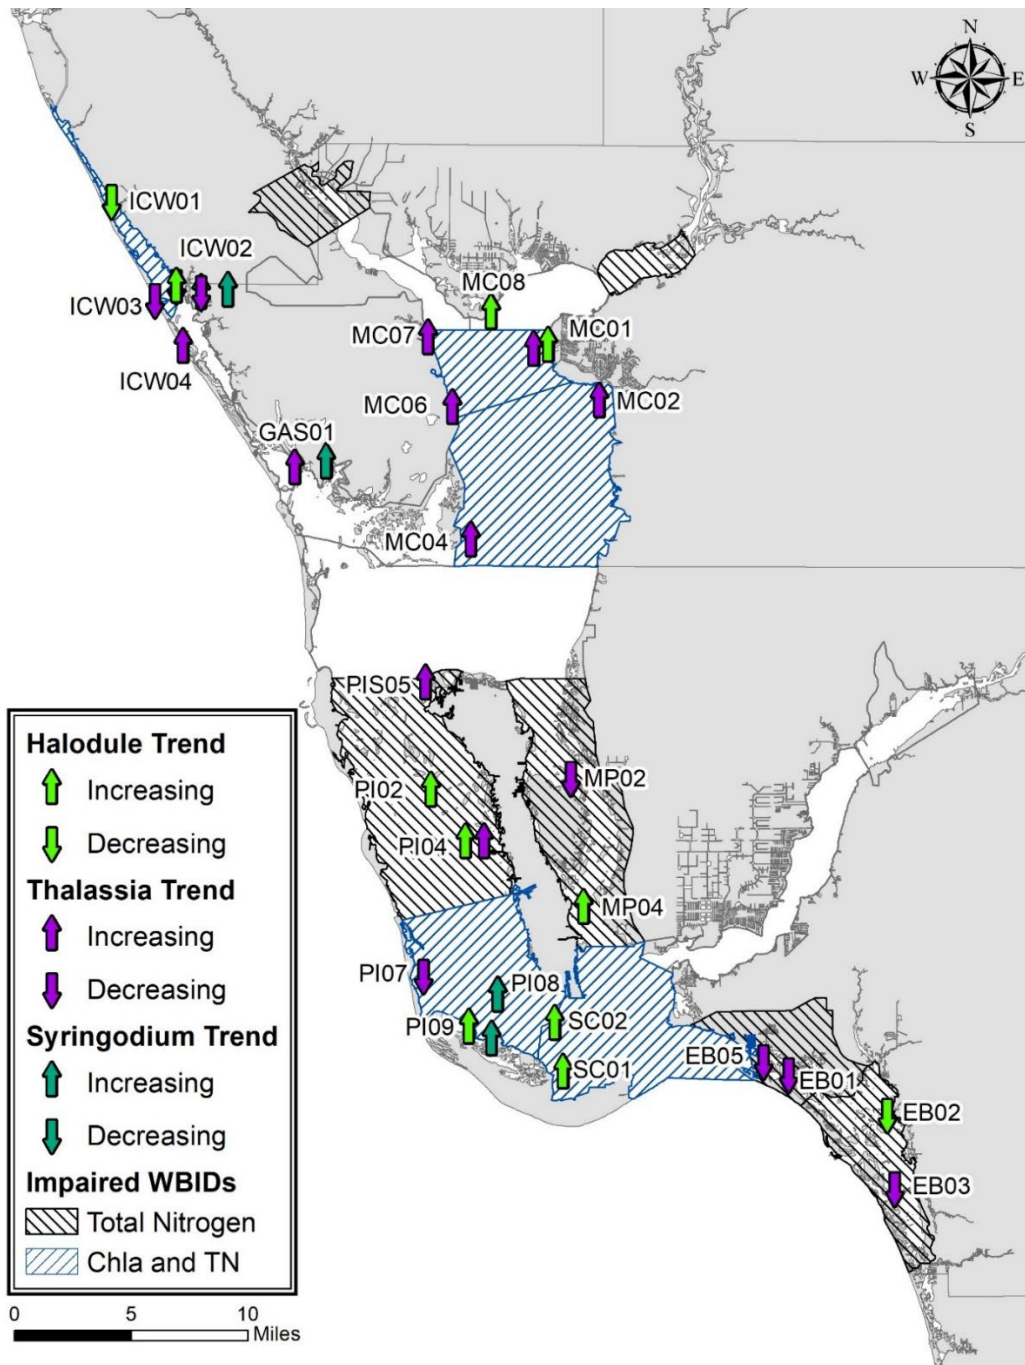 N
W E
S
ICW01
ICW02
ICW03
ICW04
MC08
MC07
MC01
MC06
MC02
GAS01
MC04
PIS05
PI02
MP02
PI04
MP04
PI07
PI08
PI09
SC02
SC01
EB05
EB01
EB02
EB03
Halodule Trend
Increasing
Decreasing
Thalassia Trend
Increasing
Decreasing
Syringodium Trend
Increasing
Decreasing
Impaired WBIDs
Total Nitrogen
Chla and TN
0 5 10
Miles